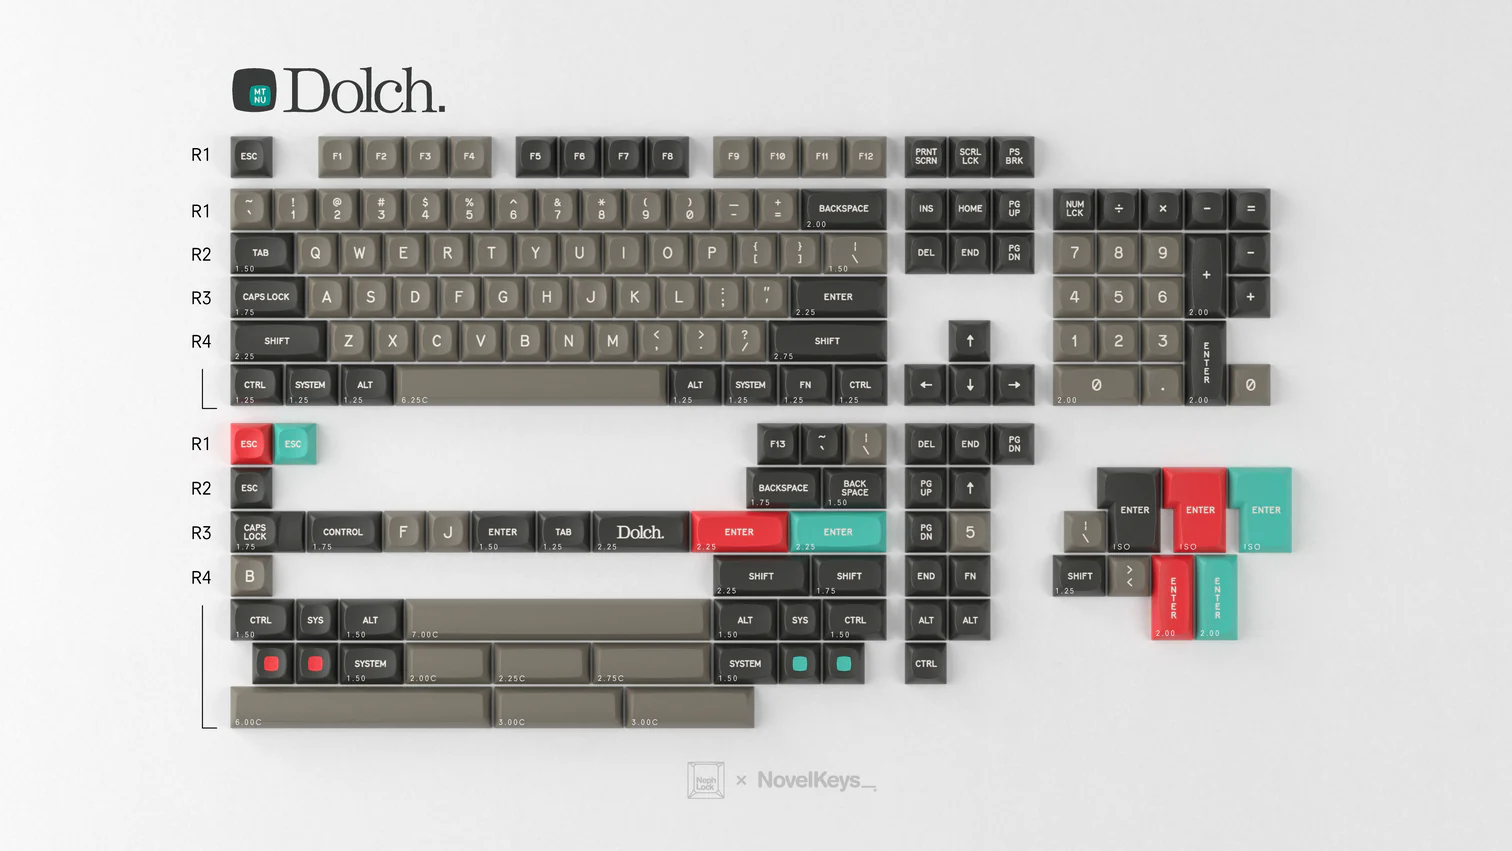 MT
NU
Dolch.
R1 ESC F1 F2 F3 F4 F5 F6 F7 F8 F9 F10 F11 F12 PRNT SCRN SCRL LCK PS BRK
R1 ~ ` ! 1 @ 2 # 3 $ 4 % 5 ^ 6 & 7 * 8 ( 9 ) 0 — - + = BACKSPACE 2.00 INS HOME PG UP NUM LCK ÷ × - =
R2 TAB 1.50 Q W E R T Y U I O P { [ } ] ¦ \ 1.50 DEL END PG DN 7 8 9 + 2.00 -
R3 CAPS LOCK 1.75 A S D F G H J K L : ; " ' ENTER 2.25 4 5 6 +
R4 SHIFT 2.25 Z X C V B N M < , > . ? / SHIFT 2.75 ↑ 1 2 3 ENTER 2.00
CTRL 1.25 SYSTEM 1.25 ALT 1.25 6.25C ALT 1.25 SYSTEM 1.25 FN 1.25 CTRL 1.25 ← ↓ → 0 2.00 . 0
R1 ESC ESC F13 ~ ` ¦ \ DEL END PG DN
R2 ESC BACKSPACE 1.75 BACK SPACE 1.50 PG UP ↑ ENTER ISO ENTER ISO ENTER ISO
R3 CAPS LOCK 1.75 CONTROL 1.75 F J ENTER 1.50 TAB 1.25 Dolch. 2.25 ENTER 2.25 ENTER 2.25 PG DN 5 ¦ \
R4 B SHIFT 2.25 SHIFT 1.75 END FN SHIFT 1.25 > < ENTER 2.00 ENTER 2.00
CTRL 1.50 SYS ALT 1.50 7.00C ALT 1.50 SYS CTRL 1.50 ALT ALT
SYSTEM 1.50 2.00C 2.25C 2.75C SYSTEM 1.50 CTRL
6.00C 3.00C 3.00C
Neph
Lock
× NovelKeys_.